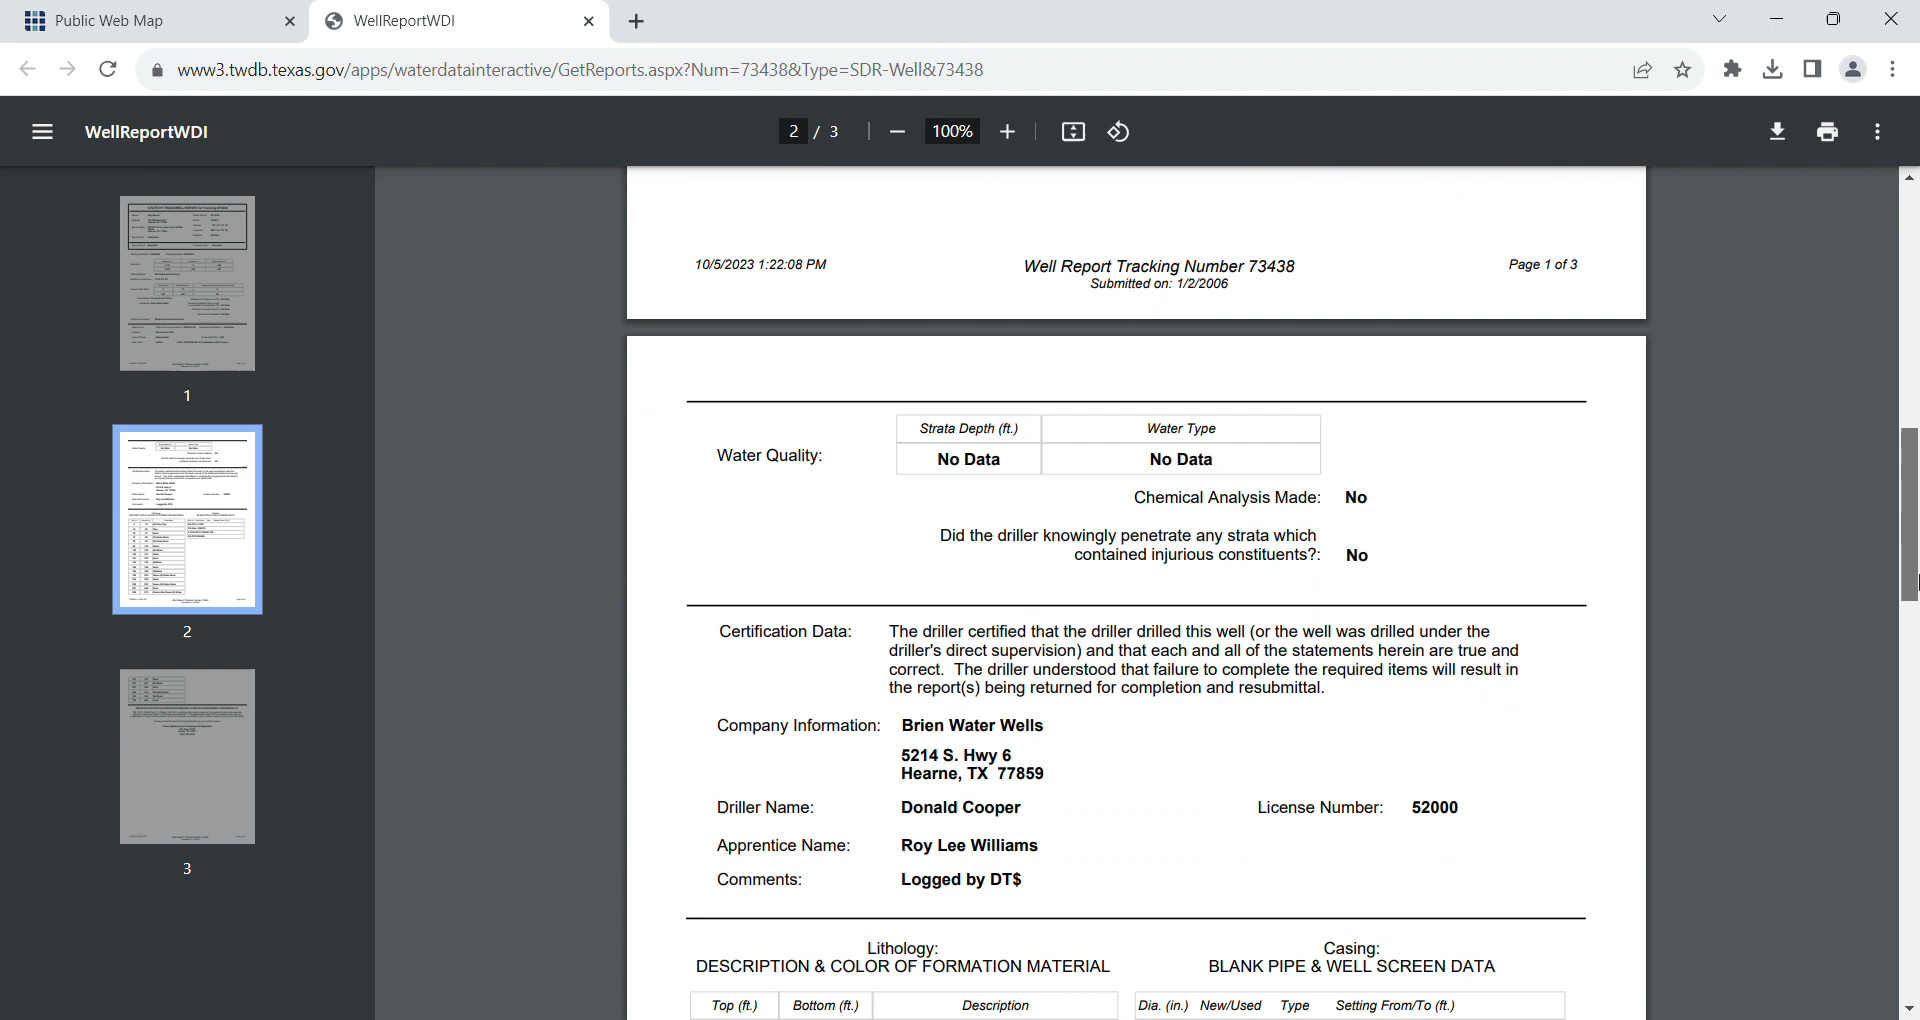 Public Web Map
WellReportWDI
www3.twdb.texas.gov/apps/waterdatainteractive/GetReports.aspx?Num=73438&Type=SDR-Well&73438
WellReportWDI
2 / 3
100%
1
2
3
10/5/2023 1:22:08 PM
Well Report Tracking Number 73438
Submitted on: 1/2/2006
Page 1 of 3
Water Quality:
Strata Depth (ft.) Water Type
No Data No Data
Chemical Analysis Made: No
Did the driller knowingly penetrate any strata which
contained injurious constituents?: No
Certification Data: The driller certified that the driller drilled this well (or the well was drilled under the
driller's direct supervision) and that each and all of the statements herein are true and
correct. The driller understood that failure to complete the required items will result in
the report(s) being returned for completion and resubmittal.
Company Information: Brien Water Wells
5214 S. Hwy 6
Hearne, TX 77859
Driller Name: Donald Cooper License Number: 52000
Apprentice Name: Roy Lee Williams
Comments: Logged by DT$
Lithology:
DESCRIPTION & COLOR OF FORMATION MATERIAL
Casing:
BLANK PIPE & WELL SCREEN DATA
Top (ft.) Bottom (ft.) Description
Dia. (in.) New/Used Type Setting From/To (ft.)